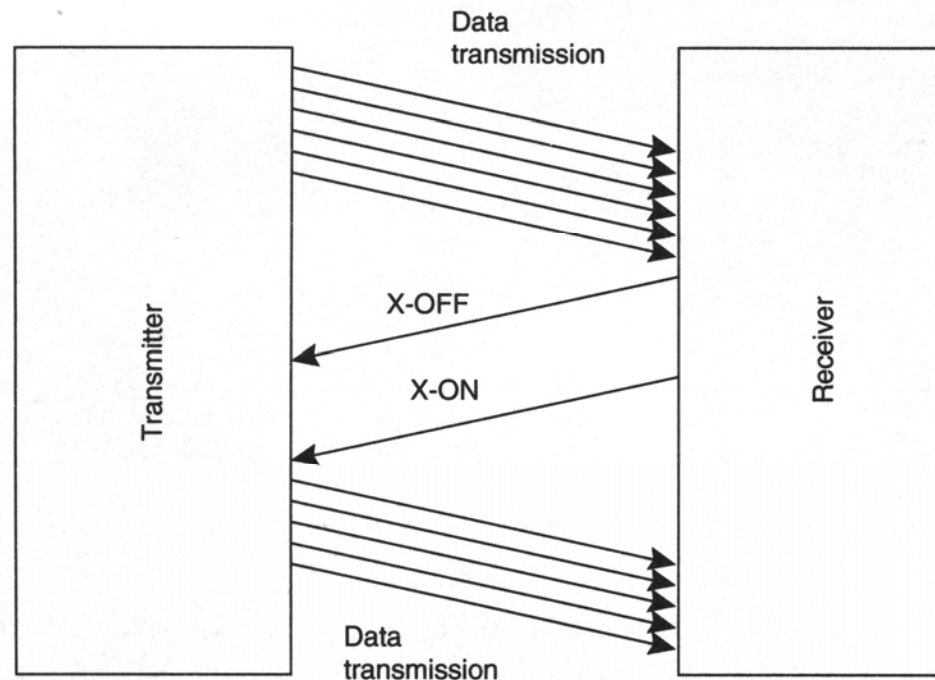 Data
transmission
X-OFF
X-ON
Transmitter
Receiver
Data
transmission